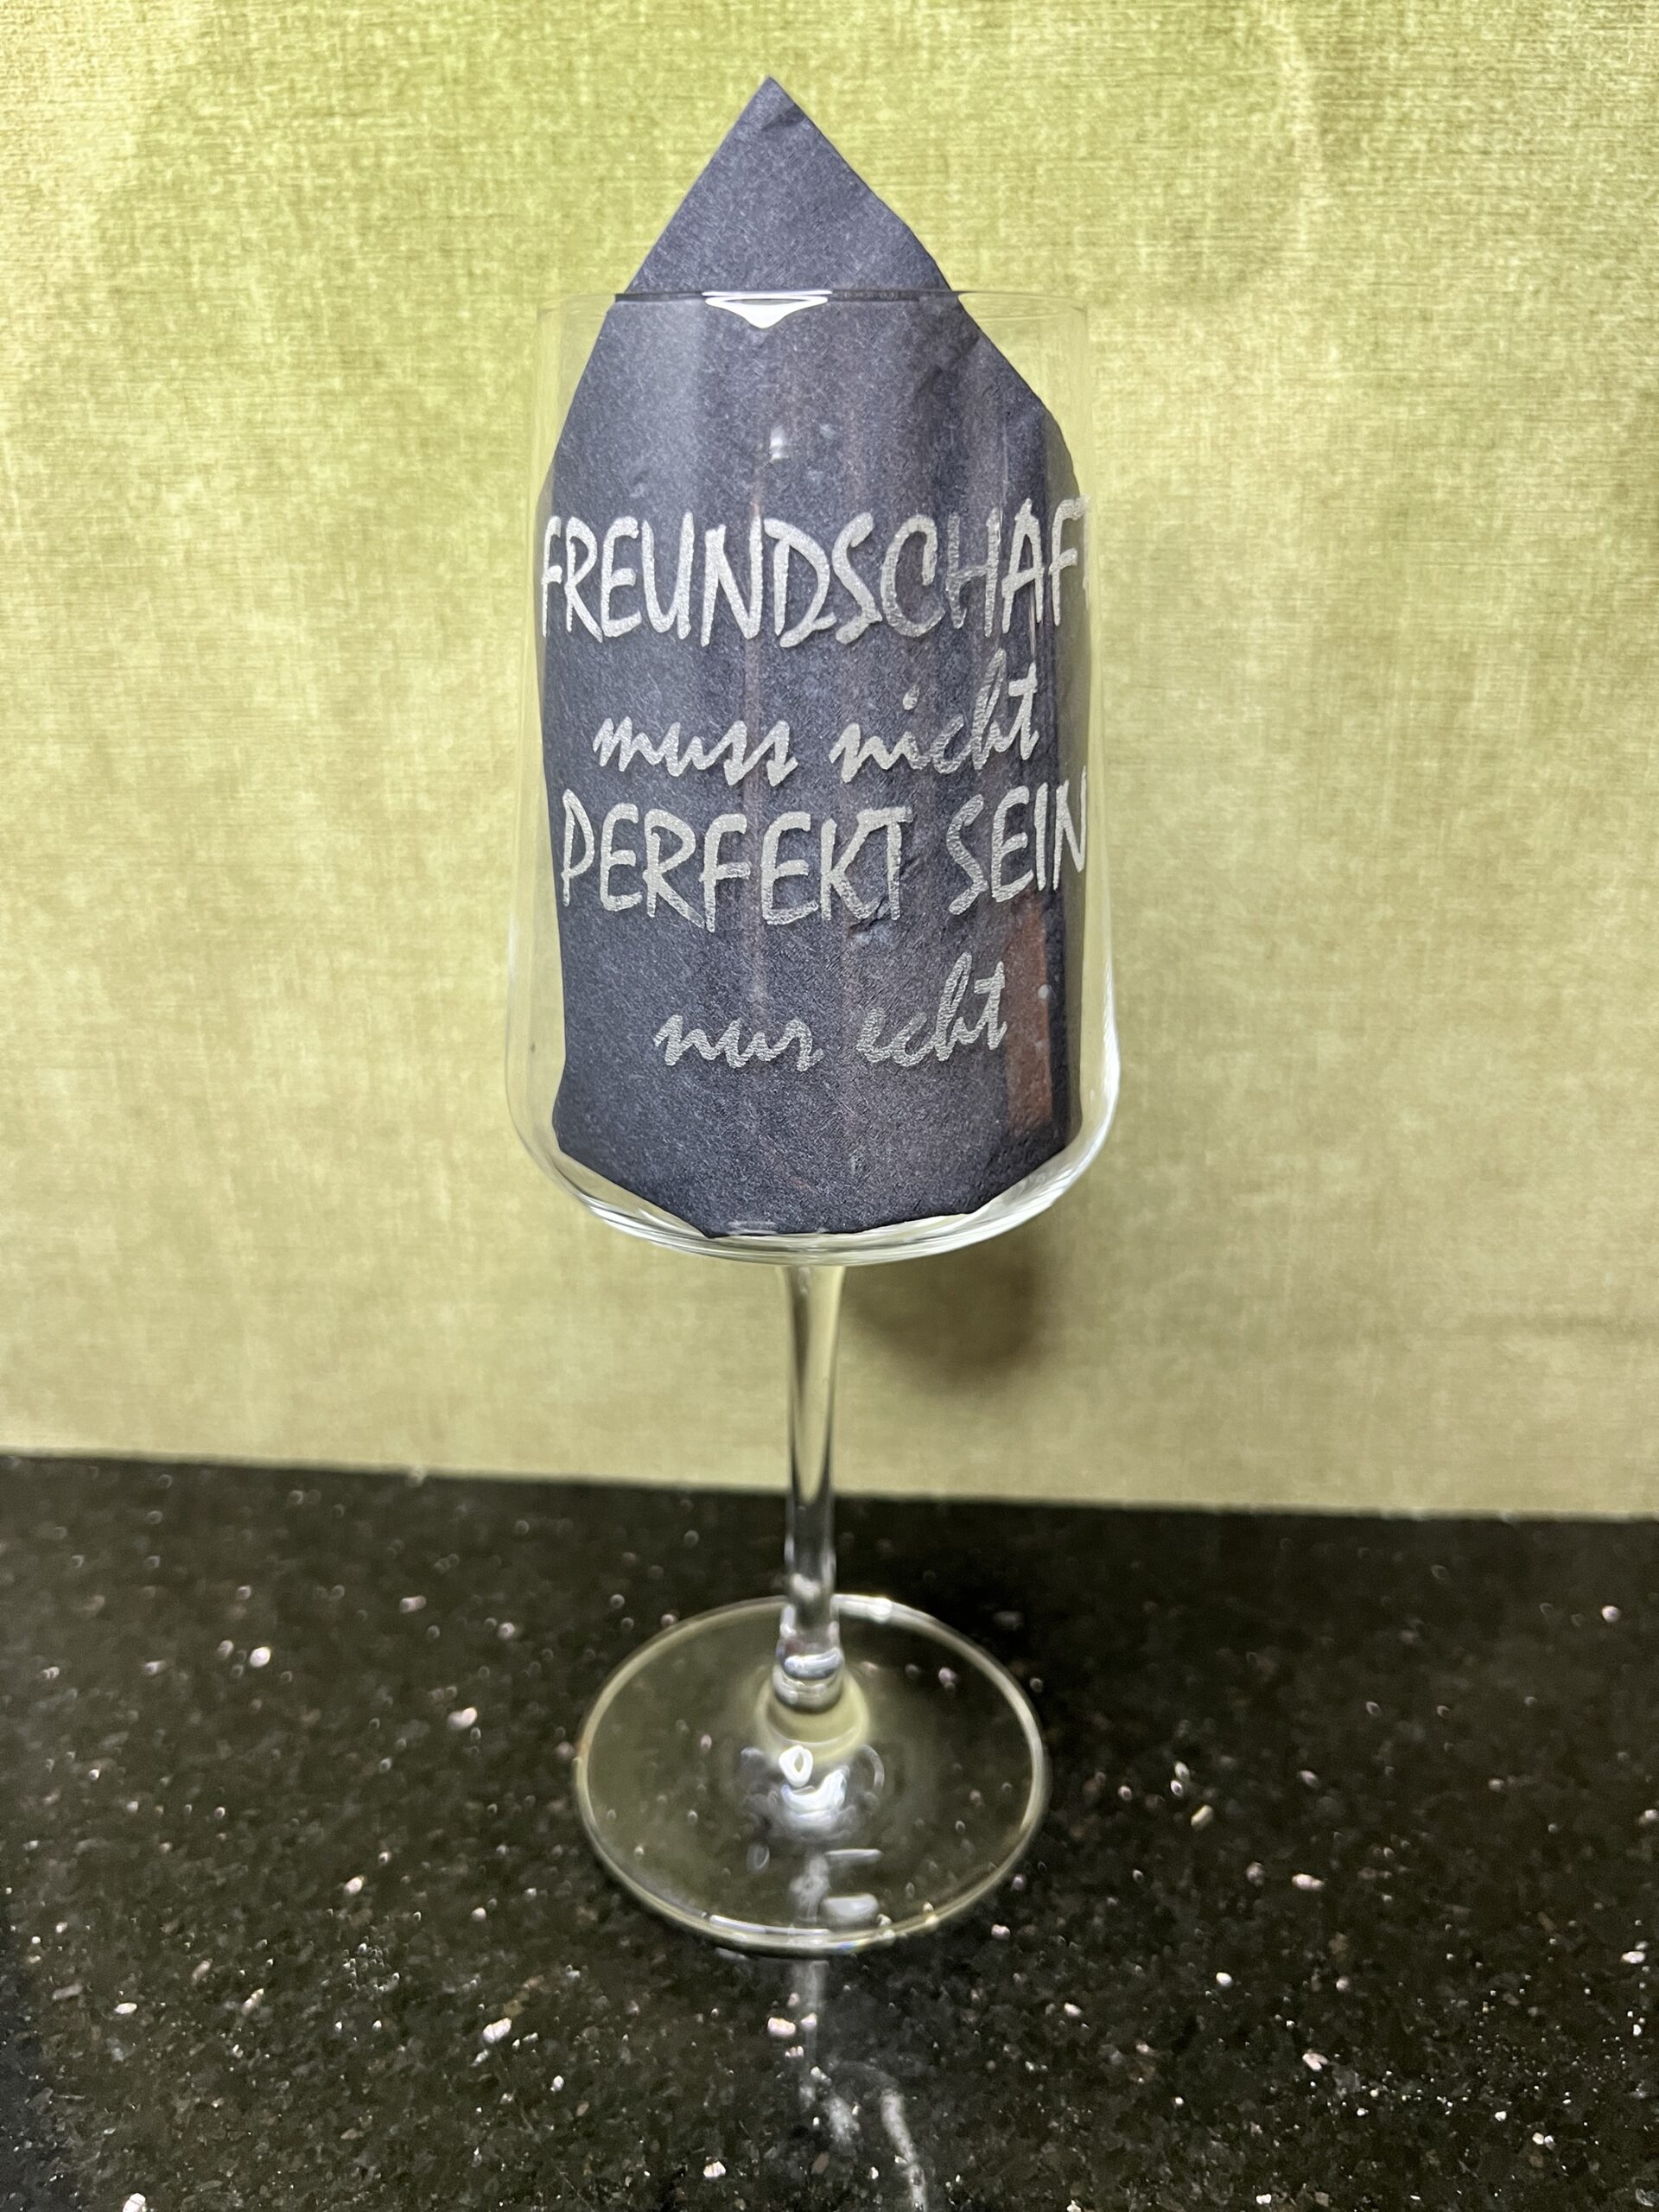 FREUNDSCHAFT
muss nicht
PERFEKT SEIN
nur echt